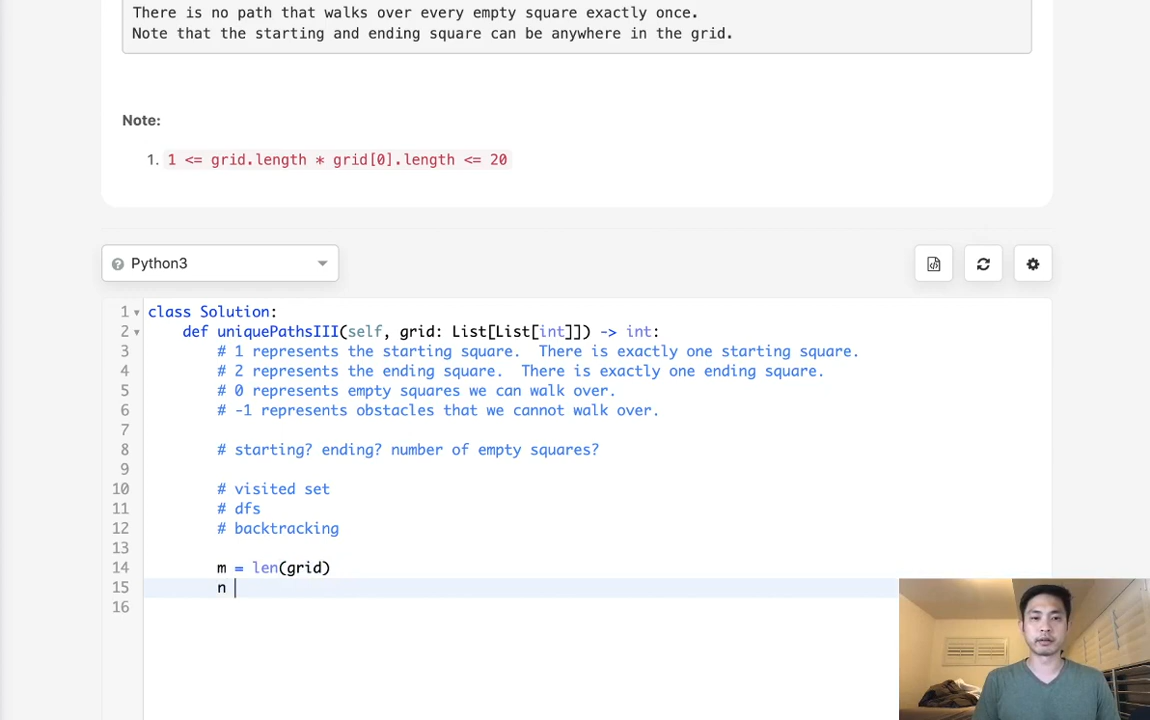 There is no path that walks over every empty square exactly once.
Note that the starting and ending square can be anywhere in the grid.
Note:
1. 1 <= grid.length * grid[0].length <= 20
Python3
1 class Solution:
2 def uniquePathsIII(self, grid: List[List[int]]) -> int:
3 # 1 represents the starting square.  There is exactly one starting square.
4 # 2 represents the ending square.  There is exactly one ending square.
5 # 0 represents empty squares we can walk over.
6 # -1 represents obstacles that we cannot walk over.
7
8 # starting? ending? number of empty squares?
9
10 # visited set
11 # dfs
12 # backtracking
13
14 m = len(grid)
15 n
16